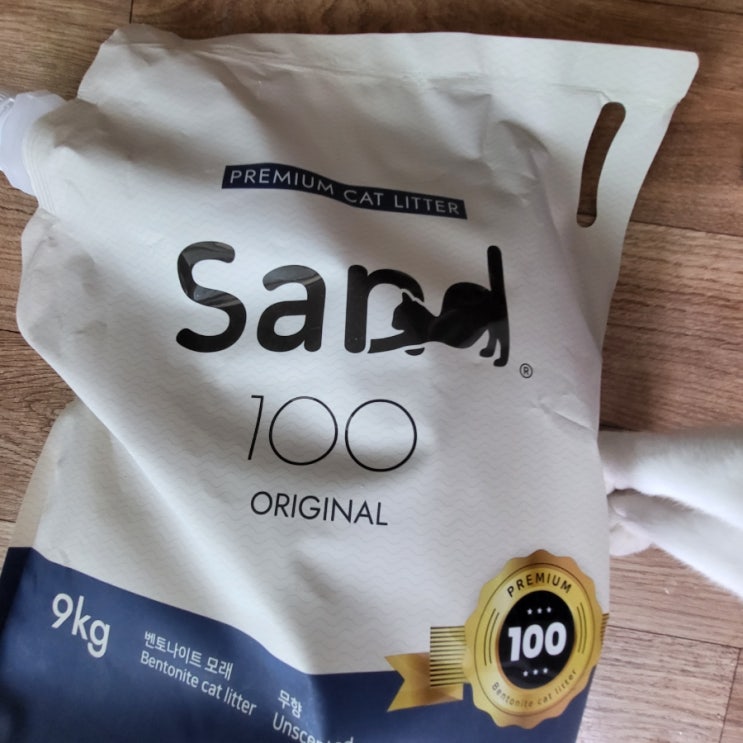 PREMIUM CAT LITTER
Sand
®
100
ORIGINAL
9kg
벤토나이트 모래
Bentonite cat litter
무향
Unscented
PREMIUM
100
Bentonite cat litter